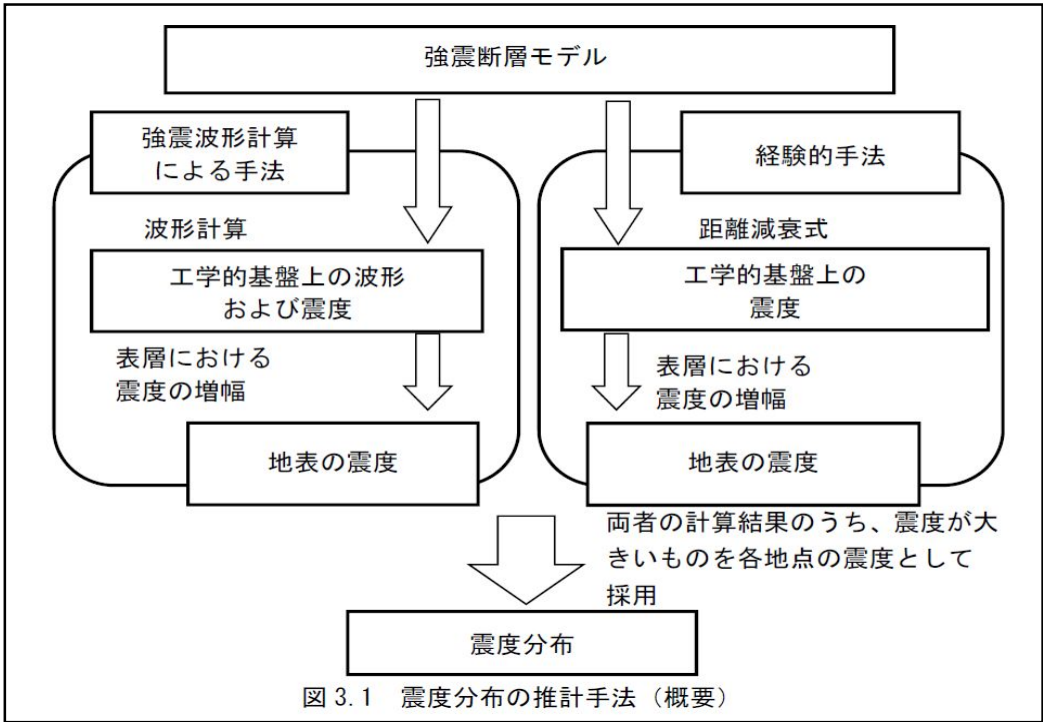 強震断層モデル
強震波形計算
による手法
波形計算
工学的基盤上の波形
および震度
表層における
震度の増幅
地表の震度
経験的手法
距離減衰式
工学的基盤上の
震度
表層における
震度の増幅
地表の震度
両者の計算結果のうち、震度が大
きいものを各地点の震度として
採用
震度分布
図 3.1　震度分布の推計手法（概要）